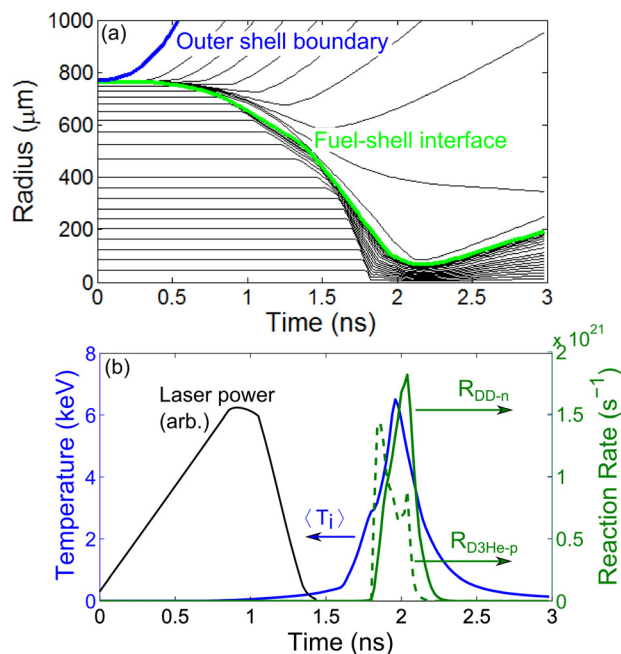 (a)
Outer shell boundary
Fuel-shell interface
1000
800
600
400
200
0
Radius (μm)
0
0.5
1
1.5
2
2.5
3
Time (ns)
(b)
Laser power
(arb.)
⟨Tᵢ⟩
R_DD-n
R_D3He-p
8
6
4
2
0
Temperature (keV)
x 10²¹
2
1.5
1
0.5
0
Reaction Rate (s⁻¹)
0
0.5
1
1.5
2
2.5
3
Time (ns)